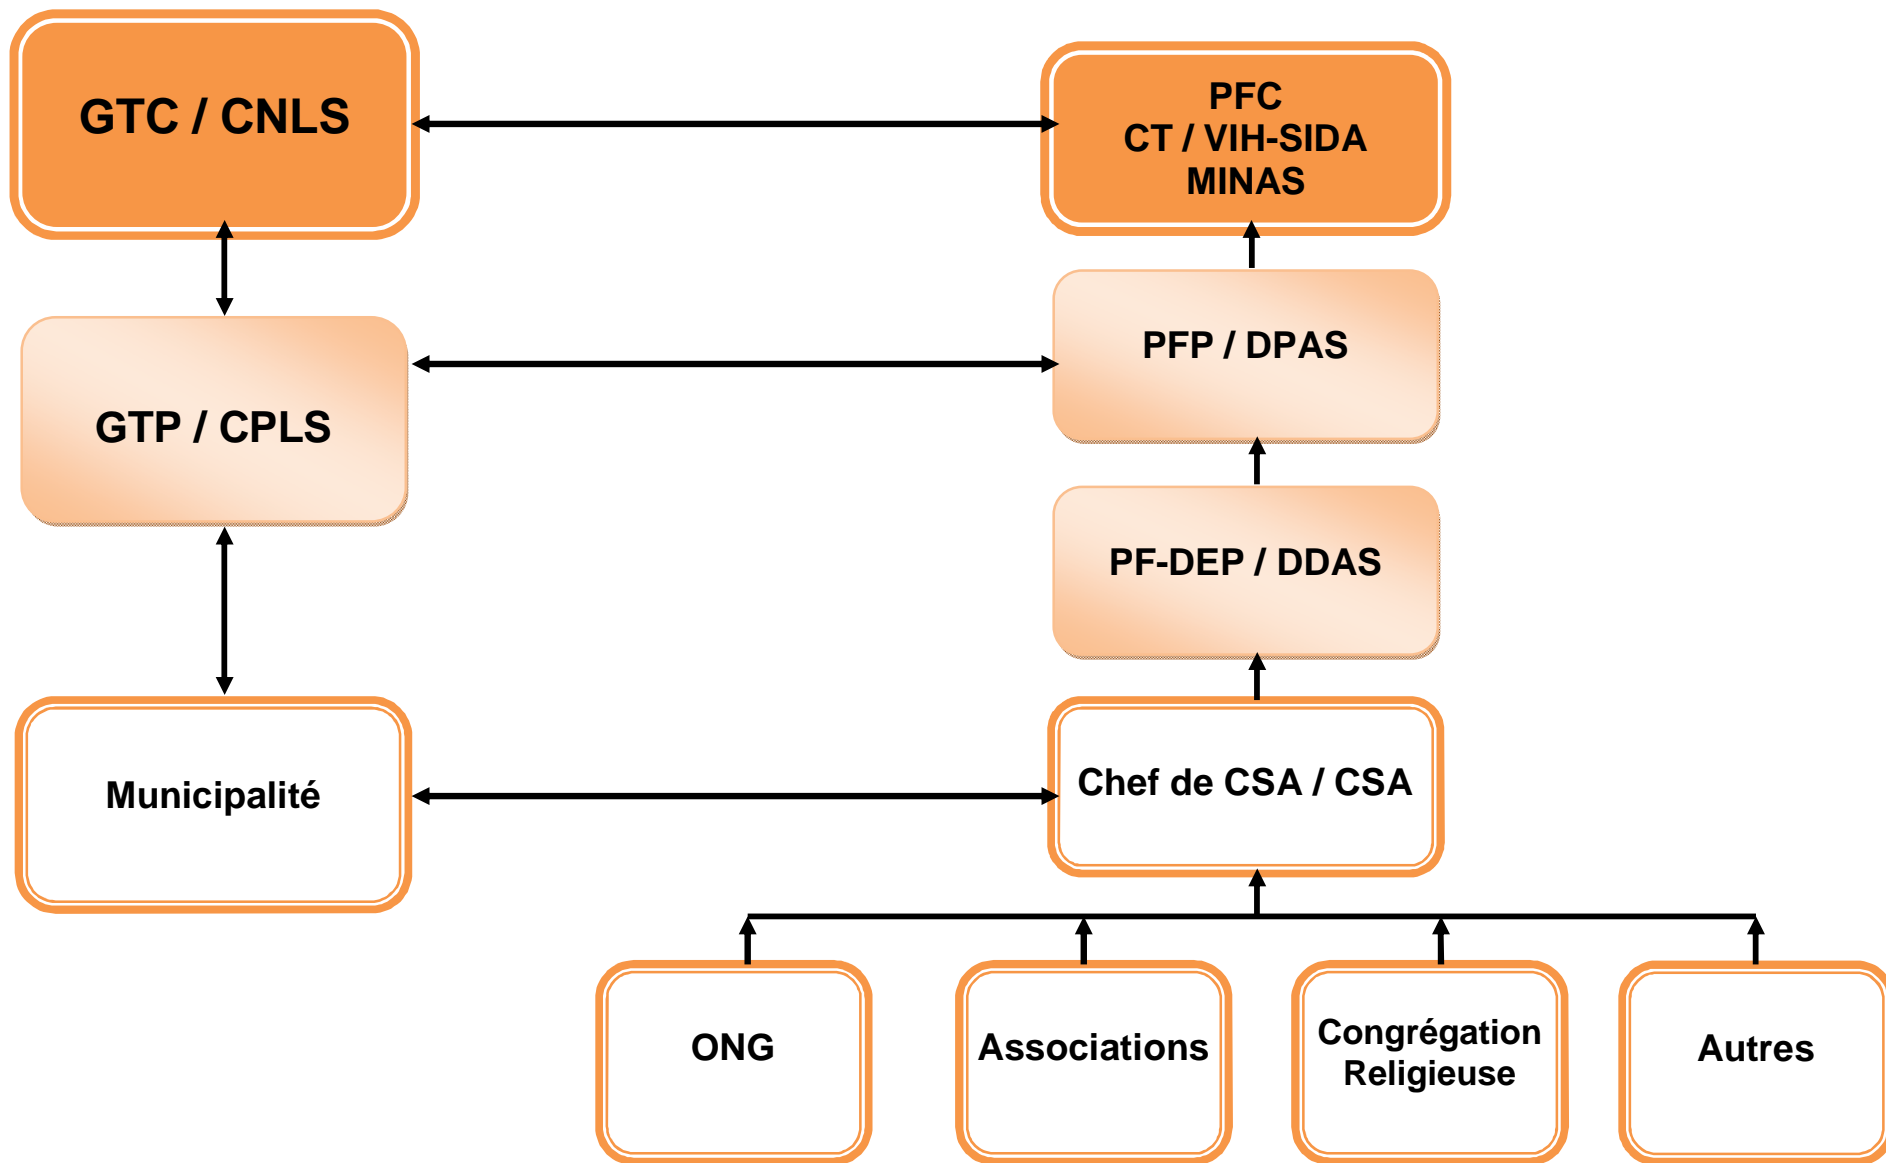 GTC / CNLS
PFC
CT / VIH-SIDA
MINAS
PFP / DPAS
GTP / CPLS
PF-DEP / DDAS
Municipalité
Chef de CSA / CSA
ONG
Associations
Congrégation
Religieuse
Autres